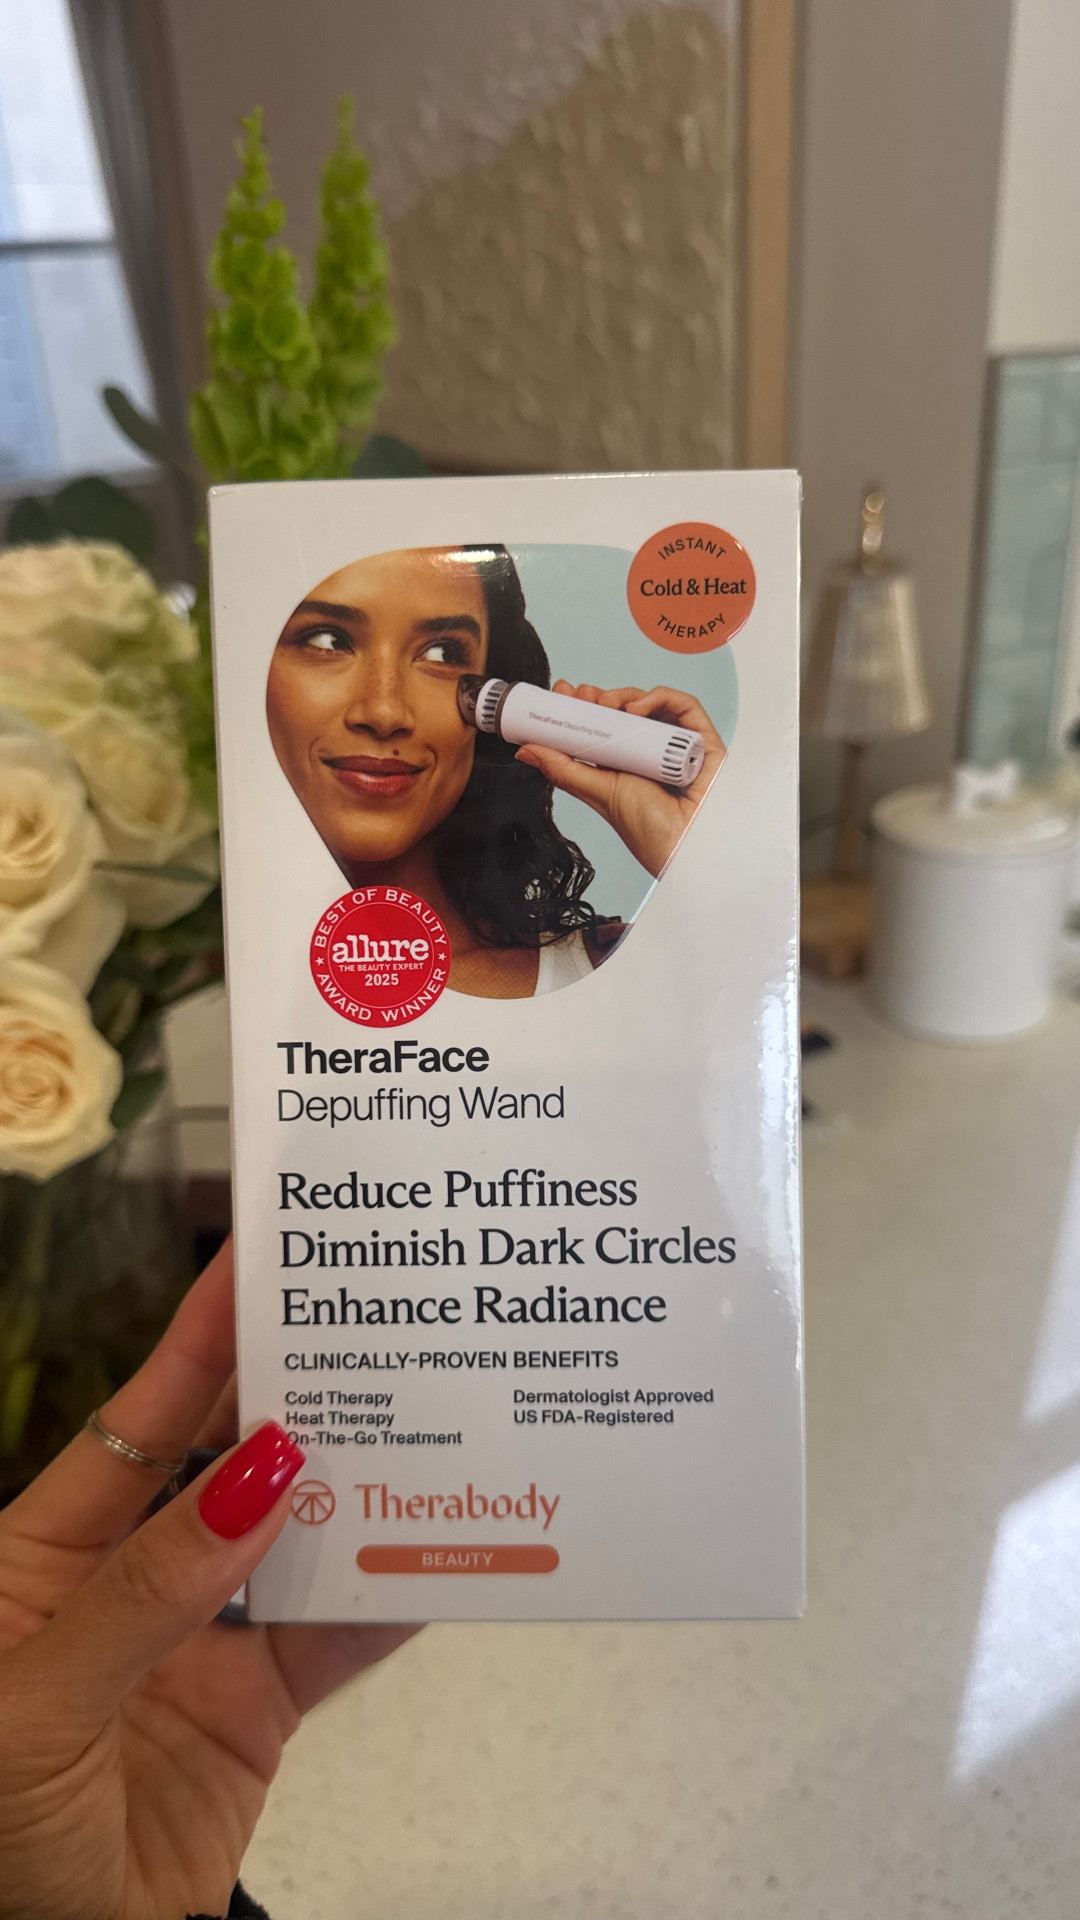 INSTANT
Cold & Heat
THERAPY
TheraFace Depuffing Wand
BEST OF BEAUTY
allure
THE BEAUTY EXPERT
2025
AWARD WINNER
TheraFace
Depuffing Wand
Reduce Puffiness
Diminish Dark Circles
Enhance Radiance
CLINICALLY-PROVEN BENEFITS
Cold Therapy
Heat Therapy
On-The-Go Treatment
Dermatologist Approved
US FDA-Registered
Therabody
BEAUTY